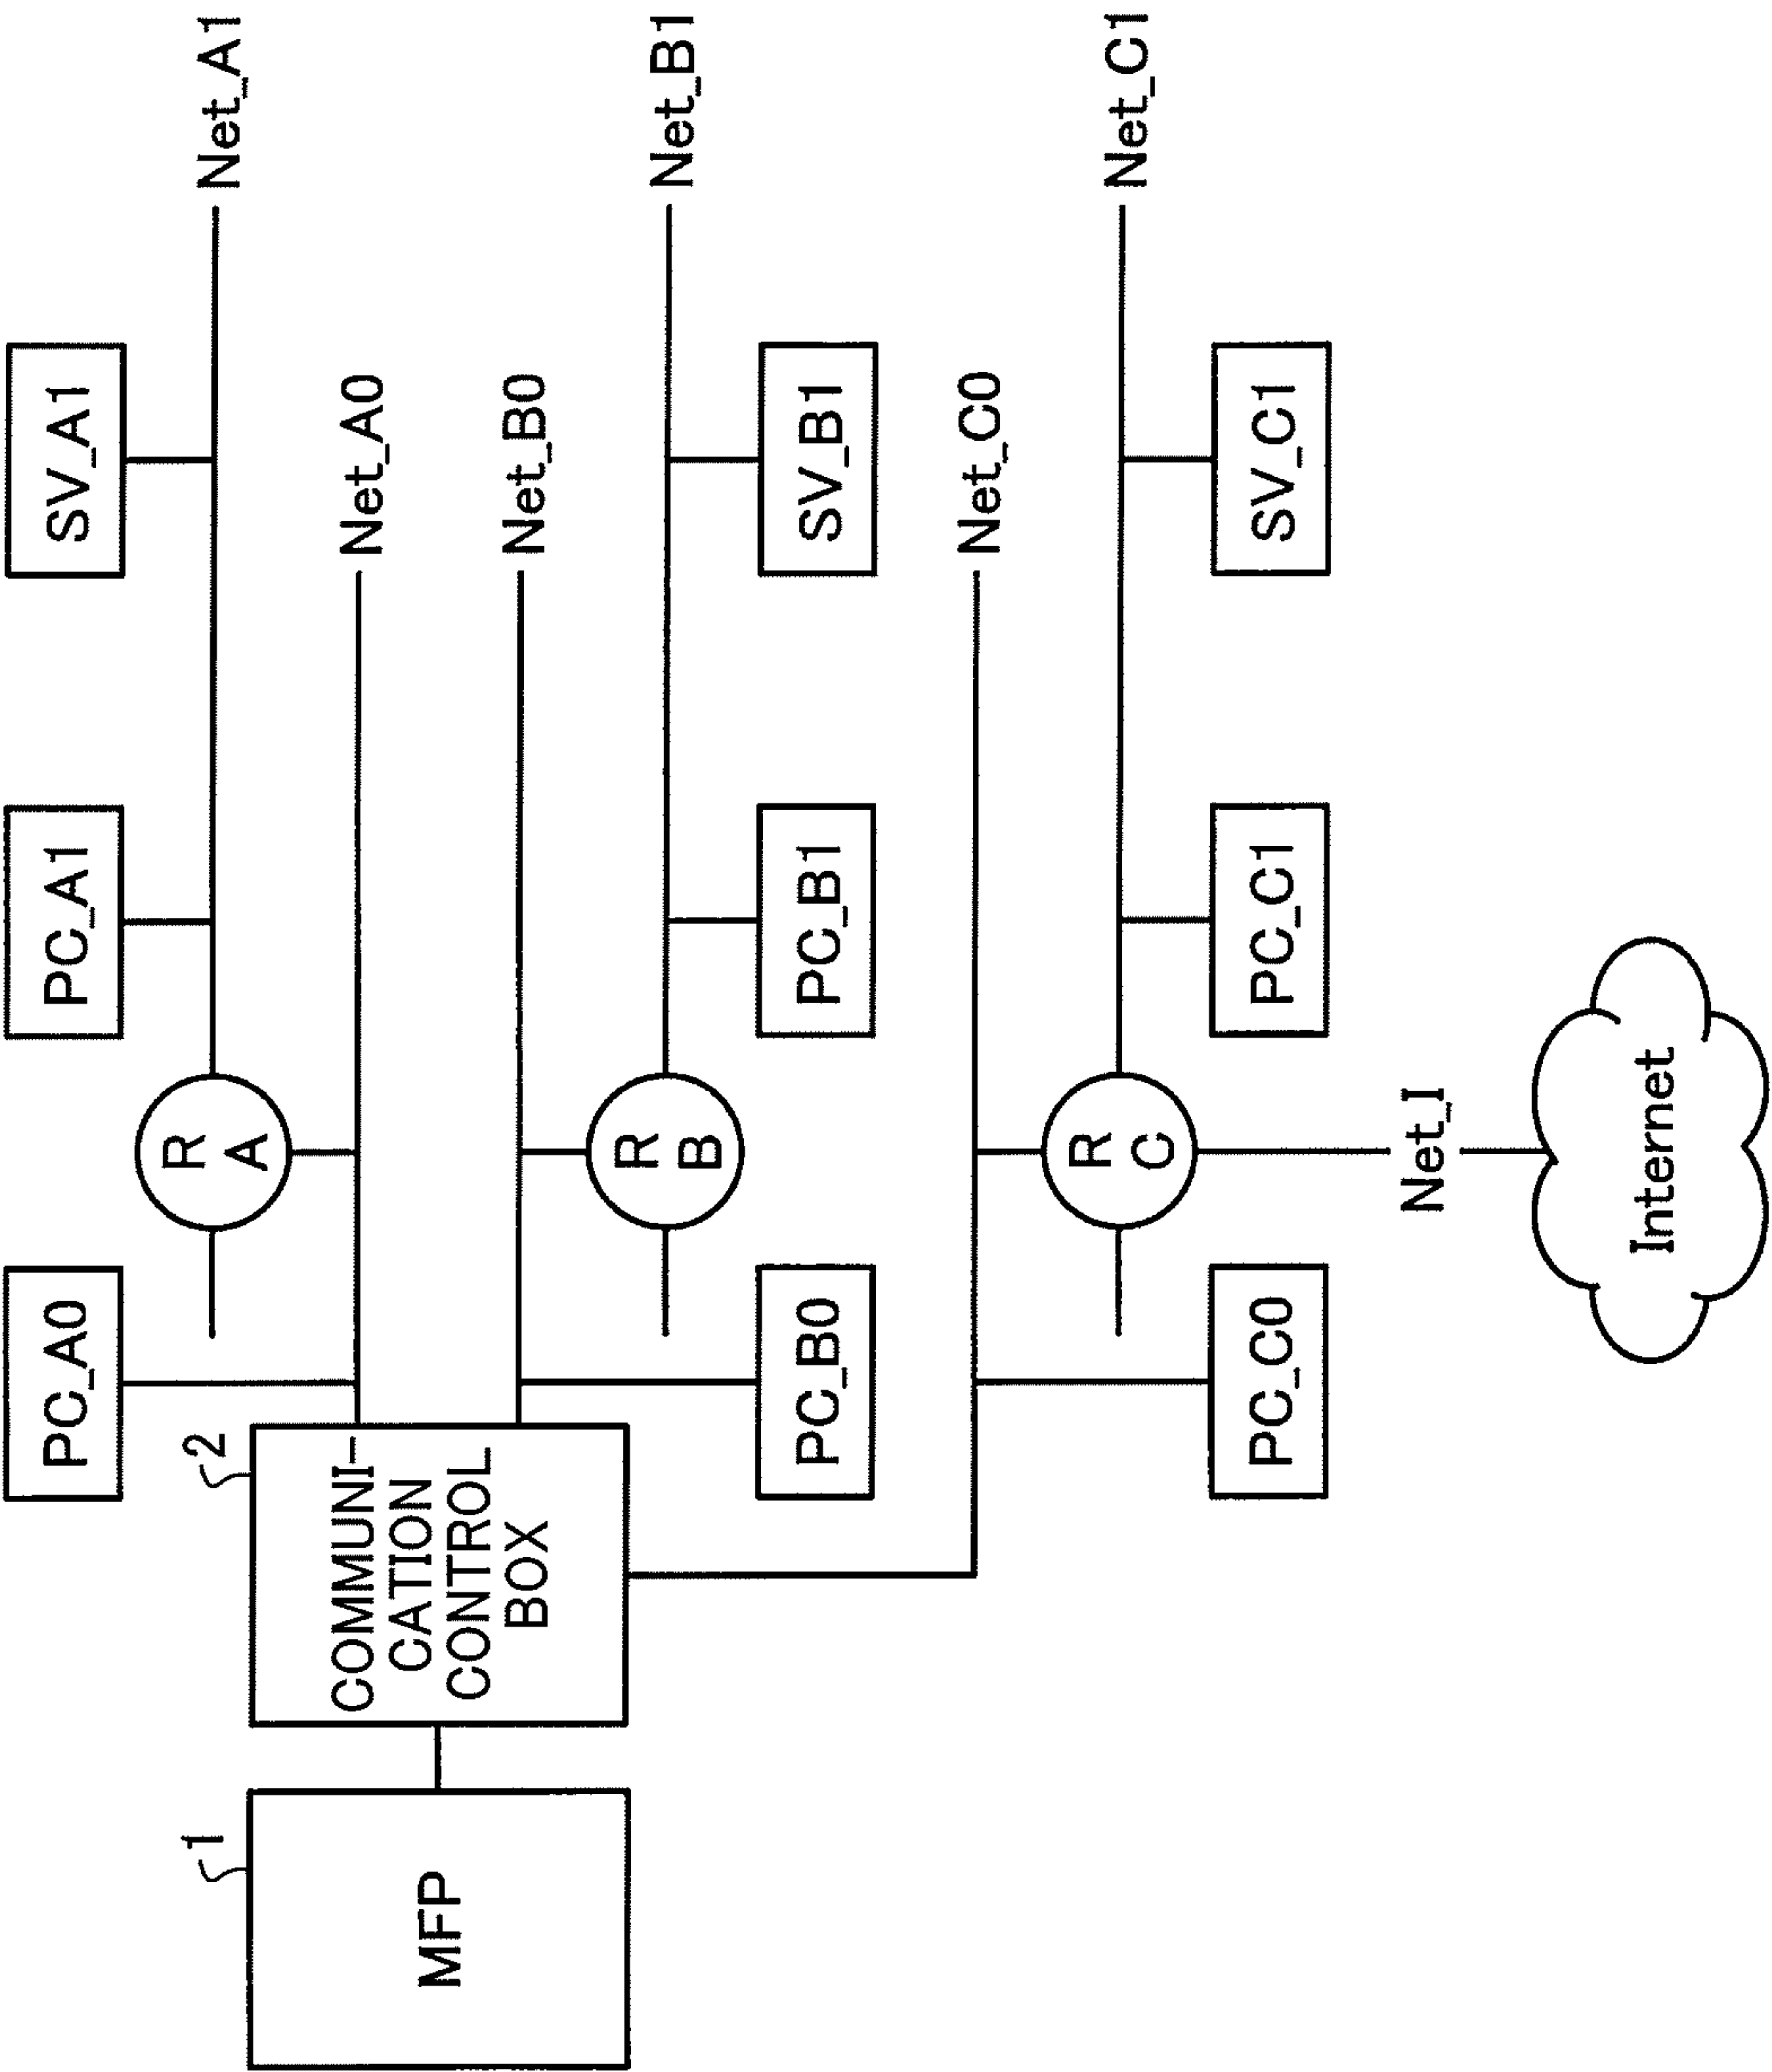 1
MFP
2
COMMUNI-
CATION
CONTROL
BOX
PC_A0
PC_A1
SV_A1
R
A
Net_A1
Net_A0
Net_B0
R
B
Net_B1
PC_B0
PC_B1
SV_B1
Net_C0
R
C
Net_C1
PC_C0
PC_C1
SV_C1
Net_I
Internet